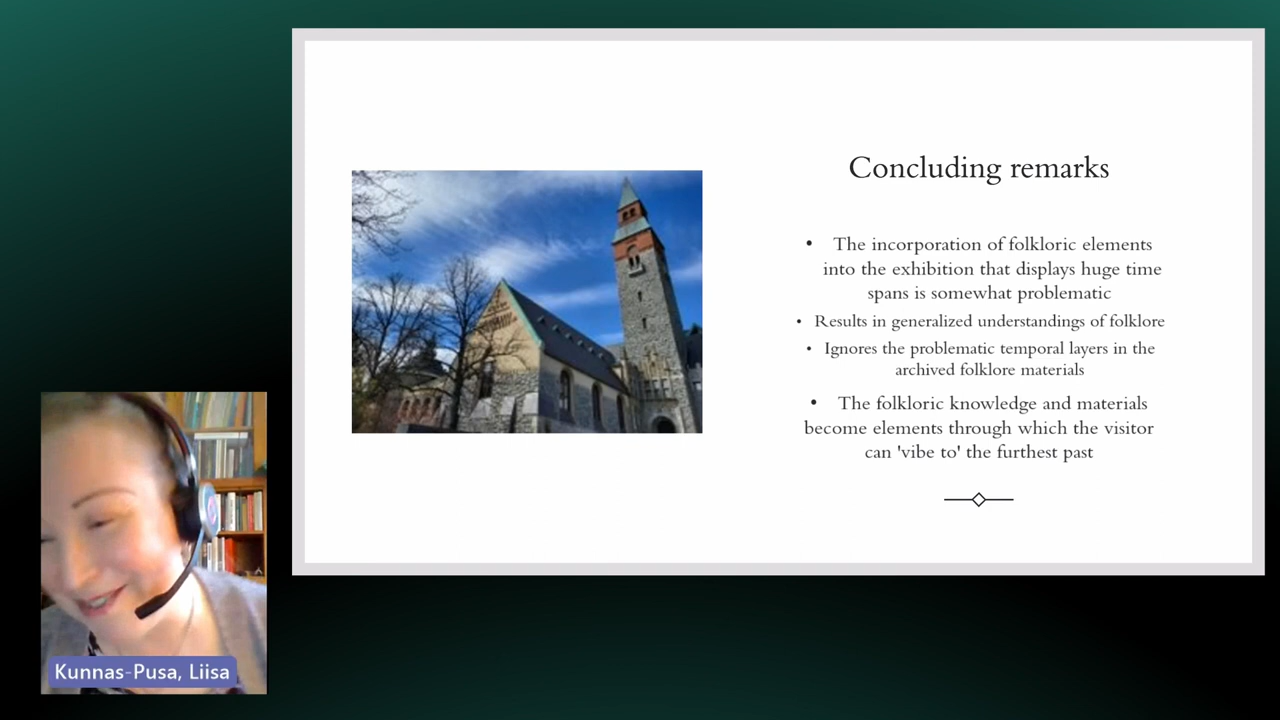 Concluding remarks
• The incorporation of folkloric elements
into the exhibition that displays huge time
spans is somewhat problematic
• Results in generalized understandings of folklore
• Ignores the problematic temporal layers in the
archived folklore materials
• The folkloric knowledge and materials
become elements through which the visitor
can 'vibe to' the furthest past
Kunnas-Pusa, Liisa